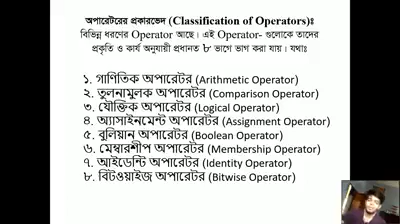 অপারেটরের প্রকারভেদ (Classification of Operators)ঃ
বিভিন্ন ধরণের Operator আছে। এই Operator- গুলোকে তাদের
প্রকৃতি ও কার্য অনুযায়ী প্রধানত ৮ ভাগে ভাগ করা যায়। যথাঃ
১. গাণিতিক অপারেটর (Arithmetic Operator)
২. তুলনামুলক অপারেটর (Comparison Operator)
৩. যৌক্তিক অপারেটর (Logical Operator)
৪. অ্যাসাইনমেন্ট অপারেটর (Assignment Operator)
৫. বুলিয়ান অপারেটর (Boolean Operator)
৬. মেম্বারশীপ অপারেটর (Membership Operator)
৭. আইডেন্টি অপারেটর (Identity Operator)
৮. বিটওয়াইজ অপারেটর (Bitwise Operator)